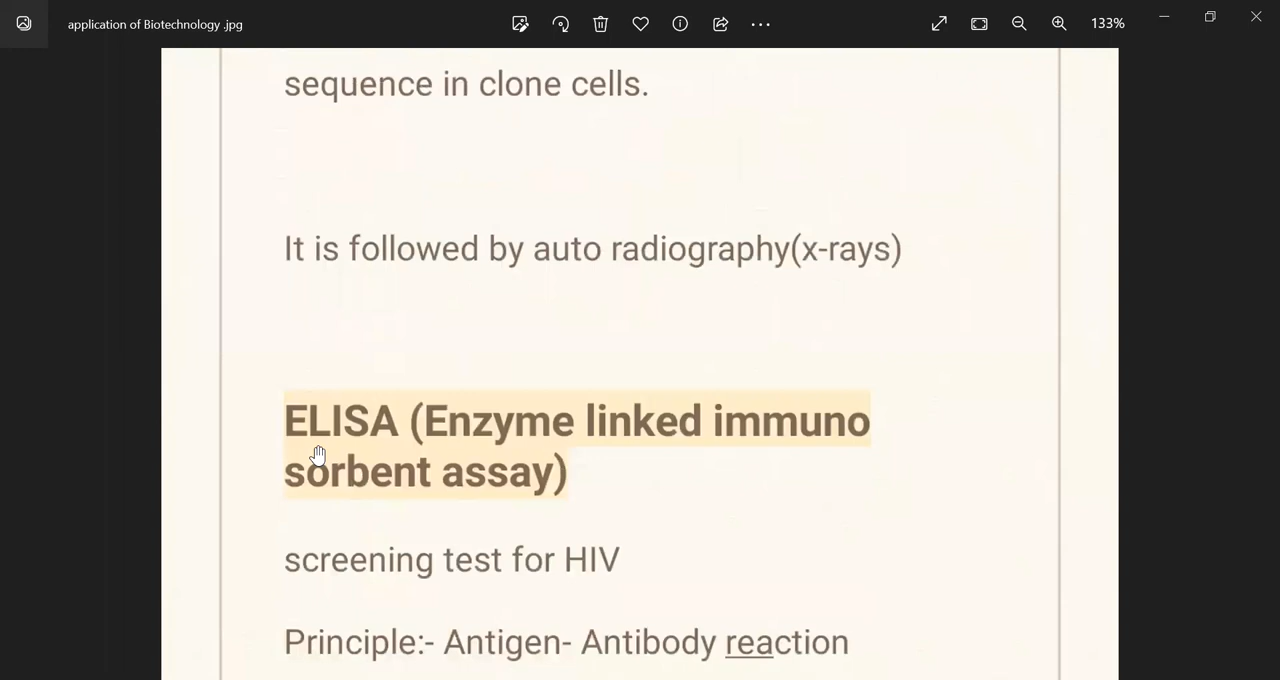 application of Biotechnology .jpg
133%
sequence in clone cells.
It is followed by auto radiography(x-rays)
ELISA (Enzyme linked immuno
sorbent assay)
screening test for HIV
Principle:- Antigen- Antibody reaction